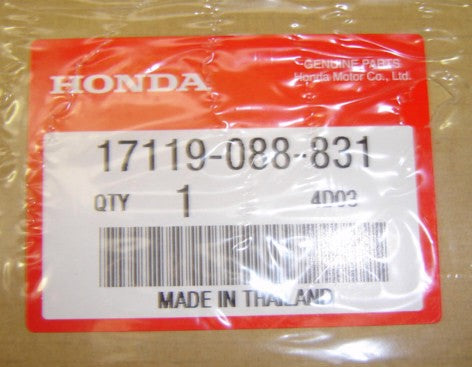 HONDA
GENUINE PARTS
Honda Motor Co., Ltd.
17119-088-831
QTY 1 4D03
MADE IN THAILAND